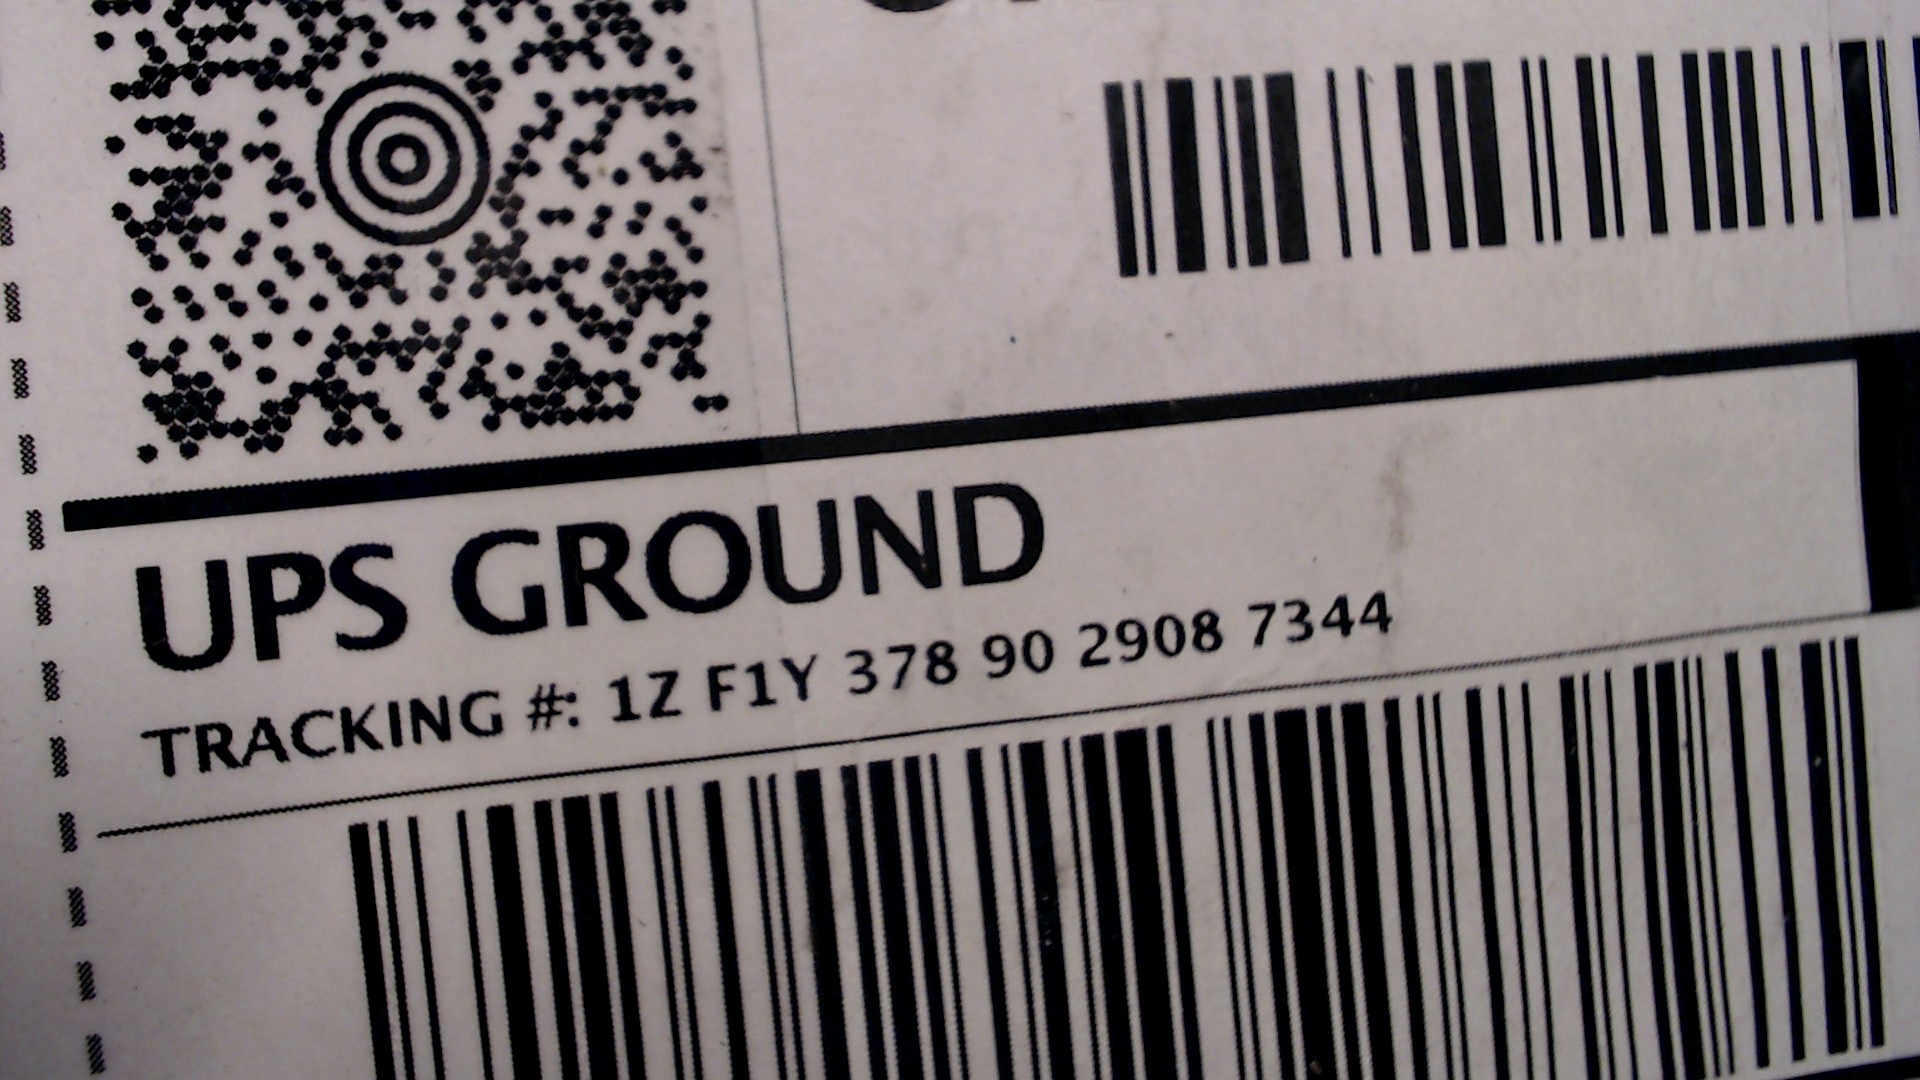 UPS GROUND
TRACKING #: 1Z F1Y 378 90 2908 7344